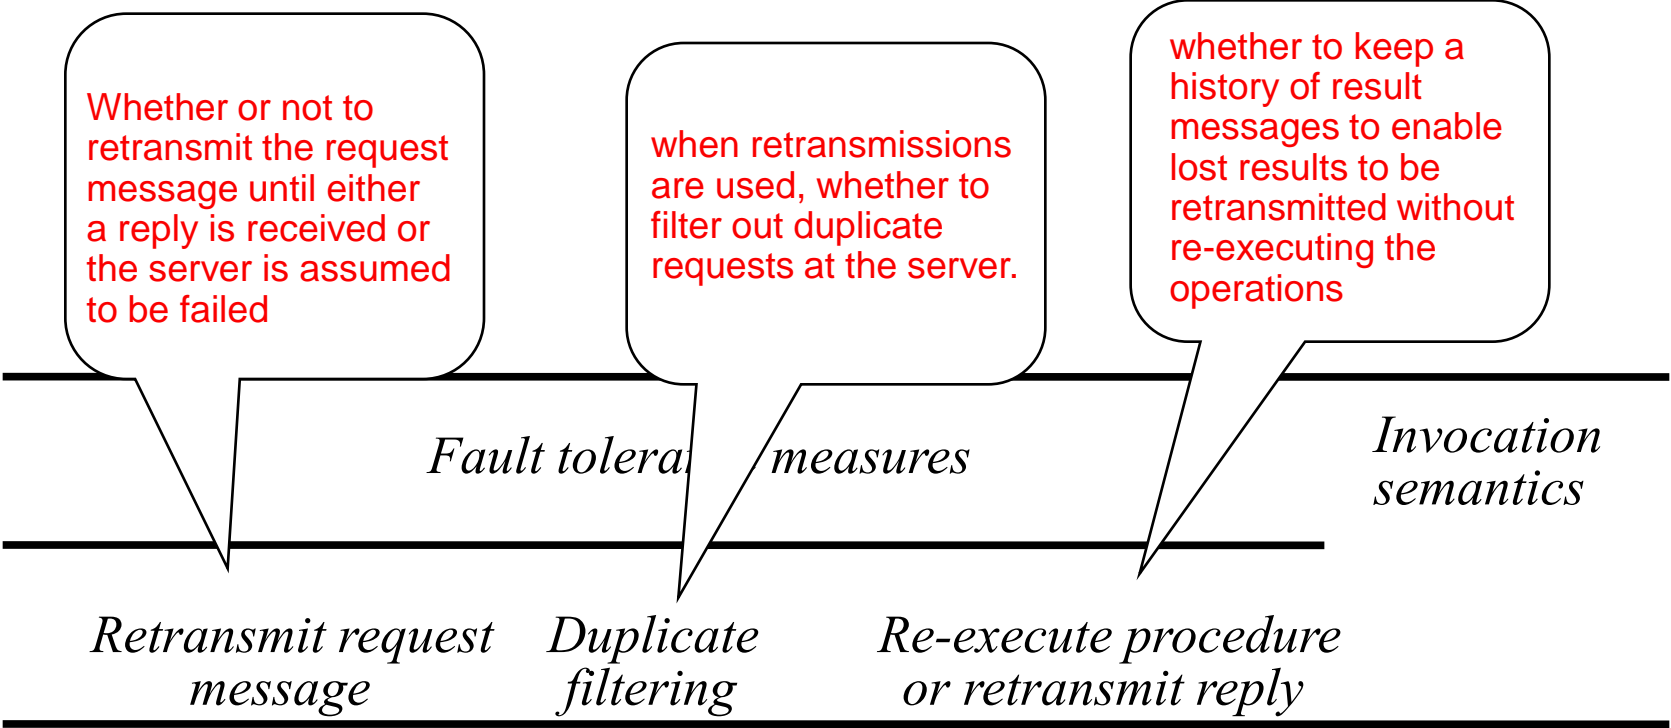 Whether or not to
retransmit the request
message until either
a reply is received or
the server is assumed
to be failed
when retransmissions
are used, whether to
filter out duplicate
requests at the server.
whether to keep a
history of result
messages to enable
lost results to be
retransmitted without
re-executing the
operations
Fault measures
Invocation
semantics
Retransmit request
message
Duplicate
filtering
Re-execute procedure
or retransmit reply